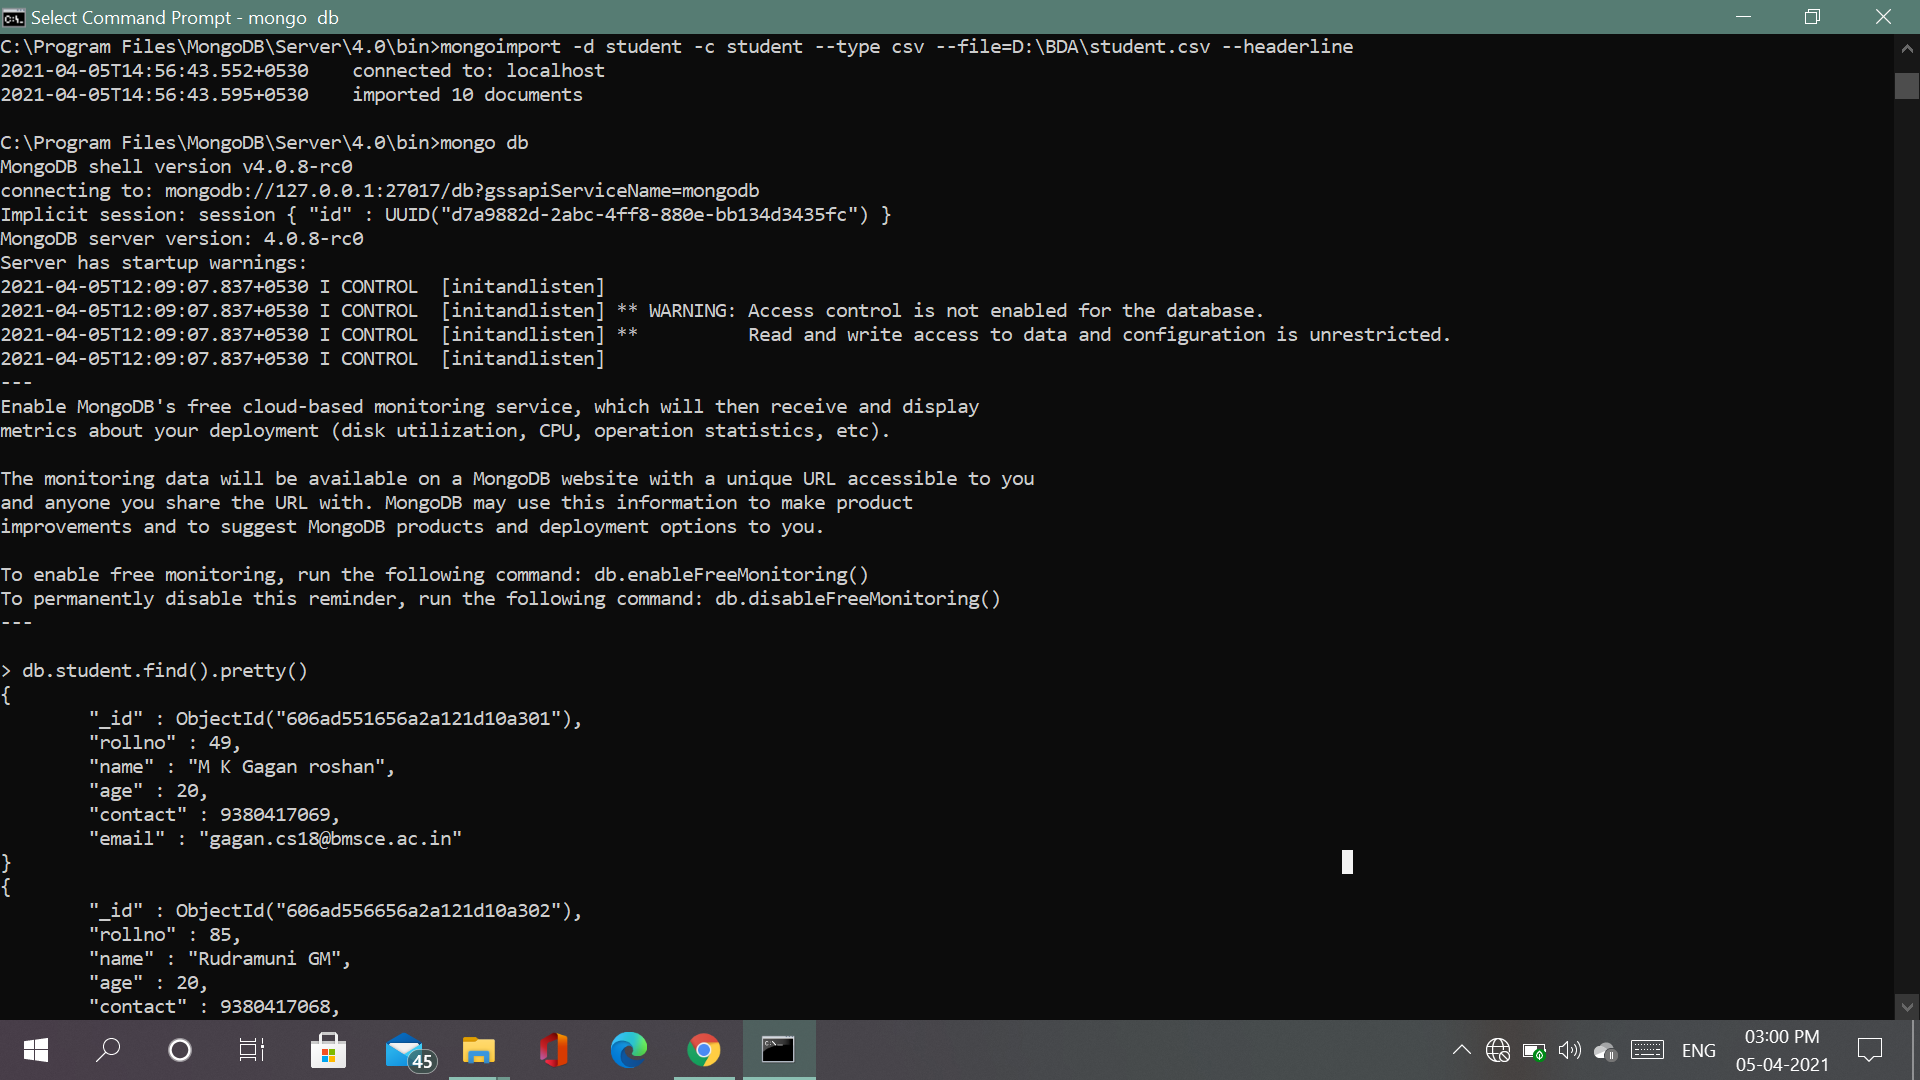 Select Command Prompt - mongo  db
C:\Program Files\MongoDB\Server\4.0\bin>mongoimport -d student -c student --type csv --file=D:\BDA\student.csv --headerline
2021-04-05T14:56:43.552+0530    connected to: localhost
2021-04-05T14:56:43.595+0530    imported 10 documents
C:\Program Files\MongoDB\Server\4.0\bin>mongo db
MongoDB shell version v4.0.8-rc0
connecting to: mongodb://127.0.0.1:27017/db?gssapiServiceName=mongodb
Implicit session: session { "id" : UUID("d7a9882d-2abc-4ff8-880e-bb134d3435fc") }
MongoDB server version: 4.0.8-rc0
Server has startup warnings:
2021-04-05T12:09:07.837+0530 I CONTROL  [initandlisten]
2021-04-05T12:09:07.837+0530 I CONTROL  [initandlisten] ** WARNING: Access control is not enabled for the database.
2021-04-05T12:09:07.837+0530 I CONTROL  [initandlisten] **          Read and write access to data and configuration is unrestricted.
2021-04-05T12:09:07.837+0530 I CONTROL  [initandlisten]
---
Enable MongoDB's free cloud-based monitoring service, which will then receive and display
metrics about your deployment (disk utilization, CPU, operation statistics, etc).
The monitoring data will be available on a MongoDB website with a unique URL accessible to you
and anyone you share the URL with. MongoDB may use this information to make product
improvements and to suggest MongoDB products and deployment options to you.
To enable free monitoring, run the following command: db.enableFreeMonitoring()
To permanently disable this reminder, run the following command: db.disableFreeMonitoring()
---
> db.student.find().pretty()
{
        "_id" : ObjectId("606ad551656a2a121d10a301"),
        "rollno" : 49,
        "name" : "M K Gagan roshan",
        "age" : 20,
        "contact" : 9380417069,
        "email" : "gagan.cs18@bmsce.ac.in"
}
{
        "_id" : ObjectId("606ad556656a2a121d10a302"),
        "rollno" : 85,
        "name" : "Rudramuni GM",
        "age" : 20,
        "contact" : 9380417068,
45
ENG
03:00 PM
05-04-2021